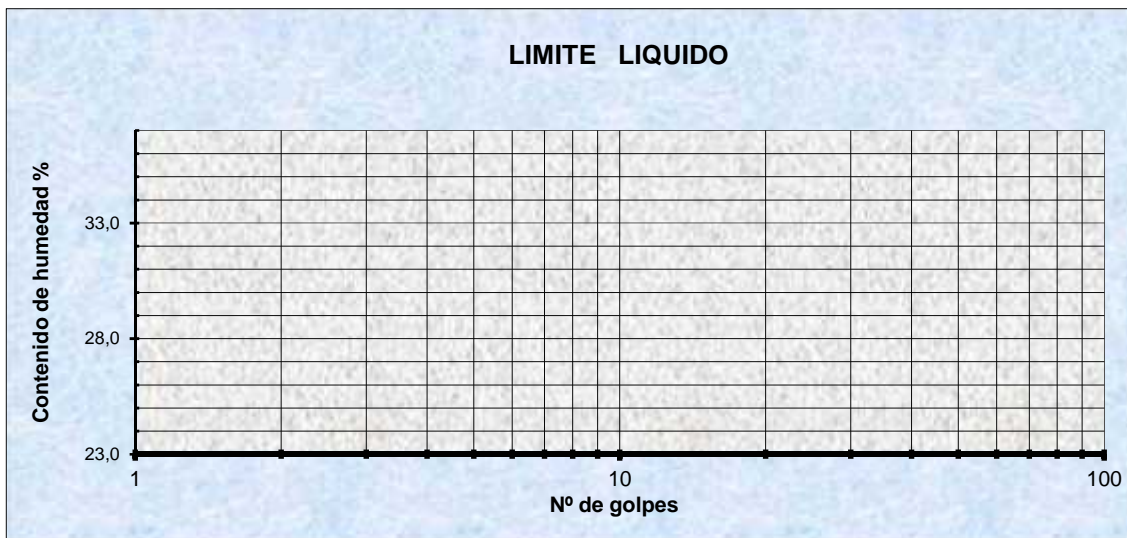 LIMITE LIQUIDO
Contenido de humedad %
33,0
28,0
23,0
1 10 100
Nº de golpes